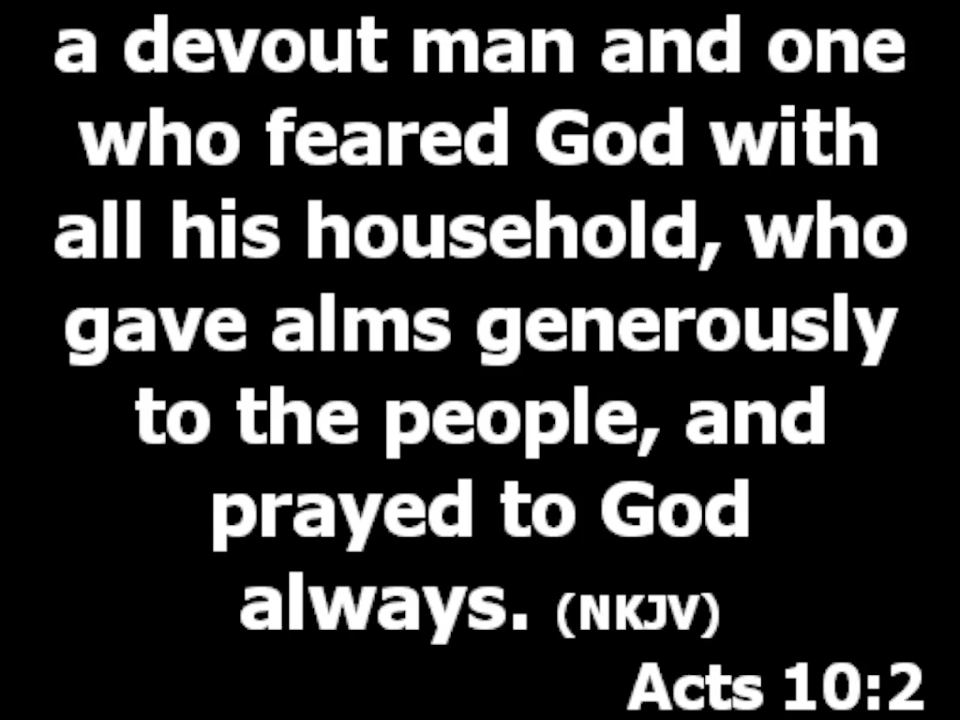 a devout man and one
who feared God with
all his household, who
gave alms generously
to the people, and
prayed to God
always. (NKJV)
Acts 10:2